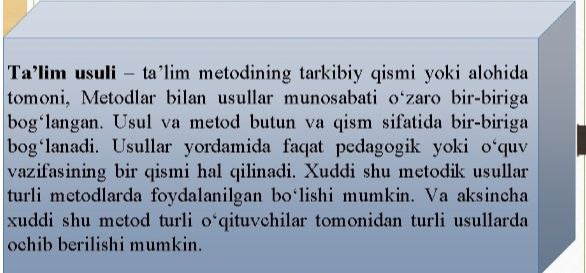 Ta’lim usuli – ta’lim metodining tarkibiy qismi yoki alohida
tomoni, Metodlar bilan usullar munosabati o‘zaro bir-biriga
bog‘langan. Usul va metod butun va qism sifatida bir-biriga
bog‘lanadi. Usullar yordamida faqat pedagogik yoki o‘quv
vazifasining bir qismi hal qilinadi. Xuddi shu metodik usullar
turli metodlarda foydalanilgan bo‘lishi mumkin. Va aksincha
xuddi shu metod turli o‘qituvchilar tomonidan turli usullarda
ochib berilishi mumkin.